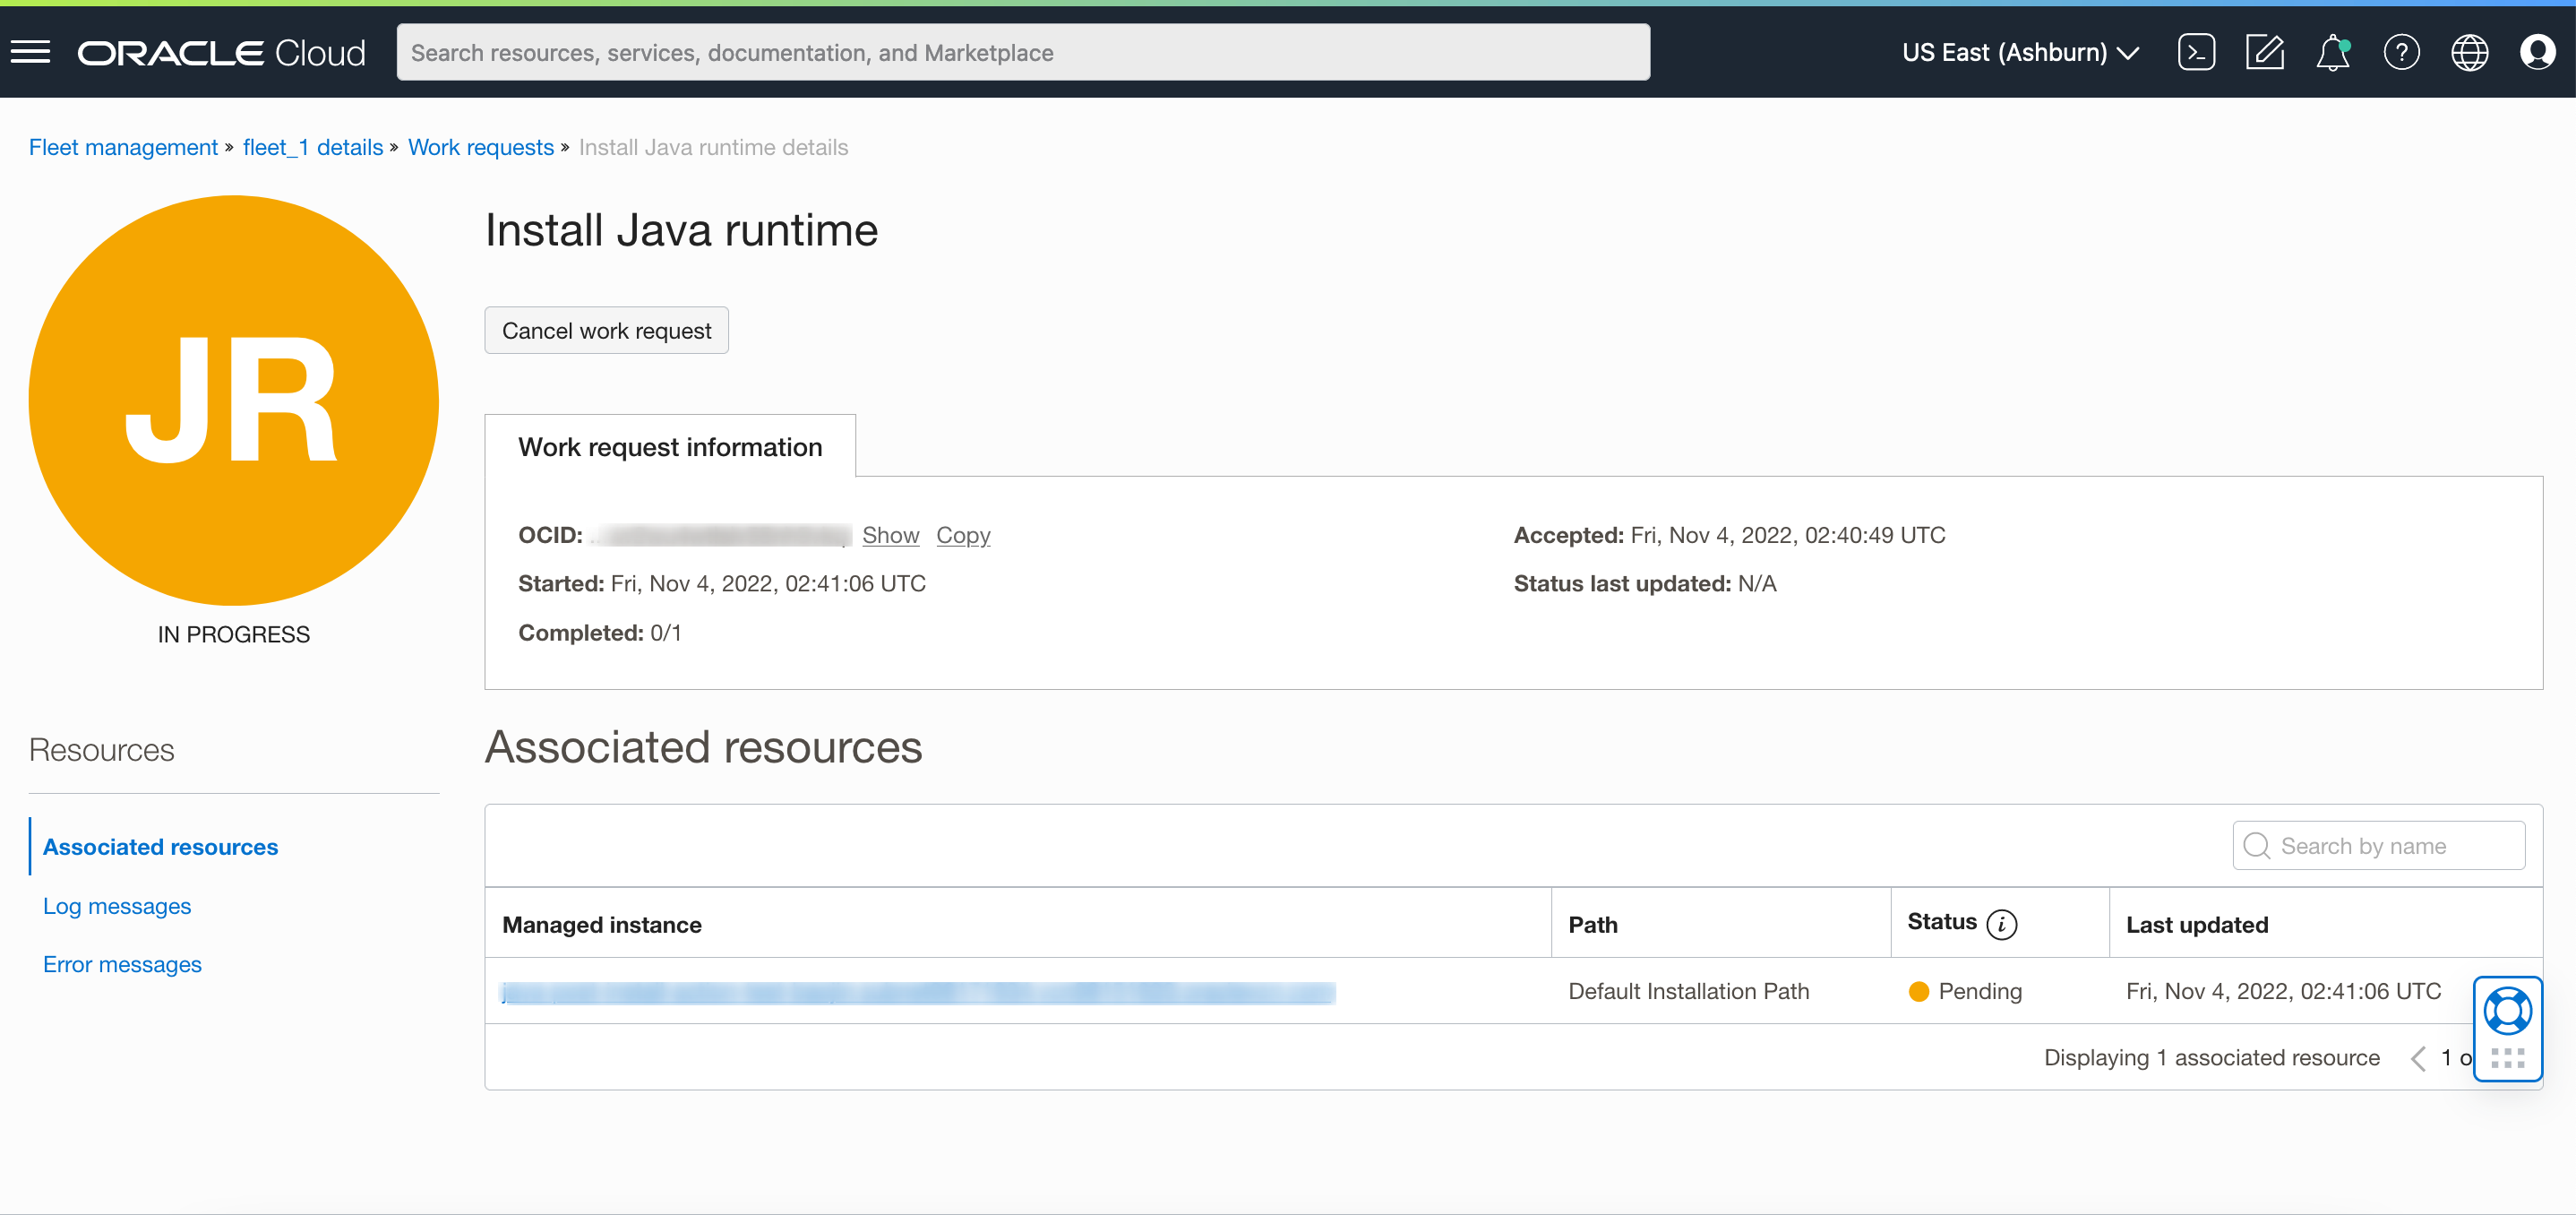 ORACLE Cloud
Search resources, services, documentation, and Marketplace
US East (Ashburn)
Fleet management » fleet_1 details » Work requests » Install Java runtime details
JR
IN PROGRESS
Install Java runtime
Cancel work request
Work request information
OCID: Show Copy
Started: Fri, Nov 4, 2022, 02:41:06 UTC
Completed: 0/1
Accepted: Fri, Nov 4, 2022, 02:40:49 UTC
Status last updated: N/A
Resources
Associated resources
Log messages
Error messages
Associated resources
Search by name
Managed instance Path Status i Last updated
Default Installation Path Pending Fri, Nov 4, 2022, 02:41:06 UTC
Displaying 1 associated resource 1 o